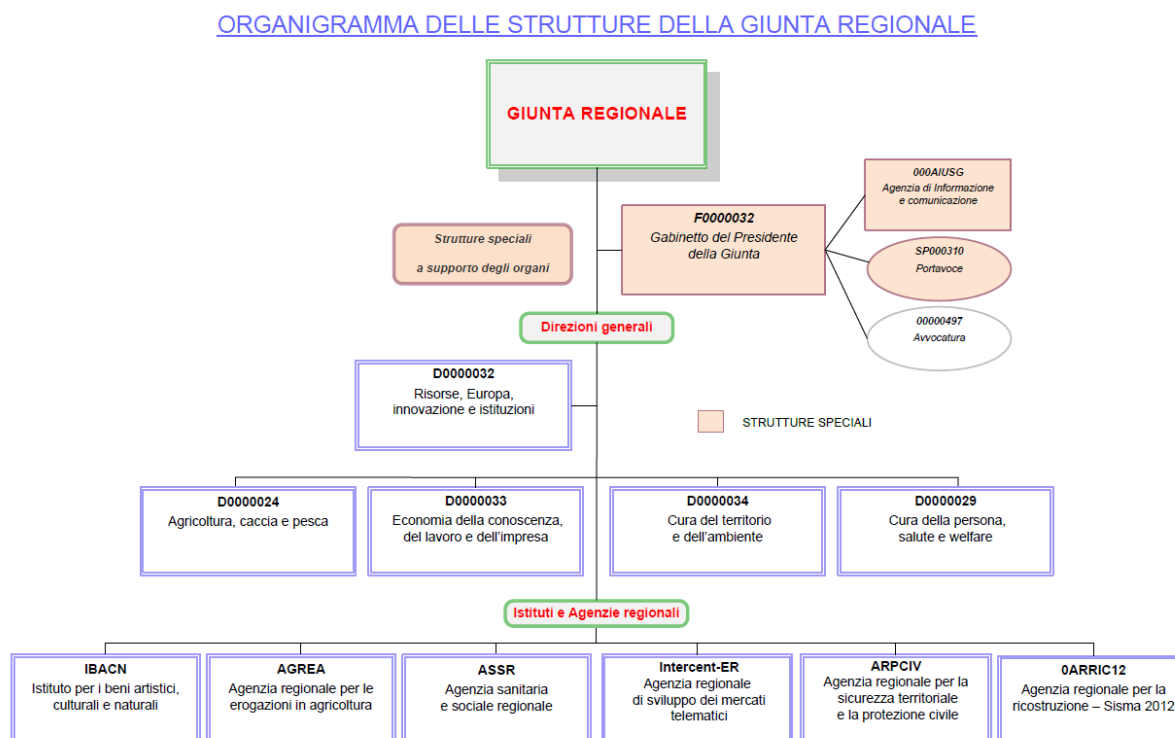 ORGANIGRAMMA DELLE STRUTTURE DELLA GIUNTA REGIONALE
GIUNTA REGIONALE
000AIUSG
Agenzia di Informazione
e comunicazione
Strutture speciali
a supporto degli organi
F0000032
Gabinetto del Presidente
della Giunta
SP000310
Portavoce
00000497
Avvocatura
Direzioni generali
D0000032
Risorse, Europa,
innovazione e istituzioni
STRUTTURE SPECIALI
D0000024
Agricoltura, caccia e pesca
D0000033
Economia della conoscenza,
del lavoro e dell'impresa
D0000034
Cura del territorio
e dell'ambiente
D0000029
Cura della persona,
salute e welfare
Istituti e Agenzie regionali
IBACN
Istituto per i beni artistici,
culturali e naturali
AGREA
Agenzia regionale per le
erogazioni in agricoltura
ASSR
Agenzia sanitaria
e sociale regionale
Intercent-ER
Agenzia regionale
di sviluppo dei mercati
telematici
ARPCIV
Agenzia regionale per la
sicurezza territoriale
e la protezione civile
0ARRIC12
Agenzia regionale per la
ricostruzione – Sisma 2012